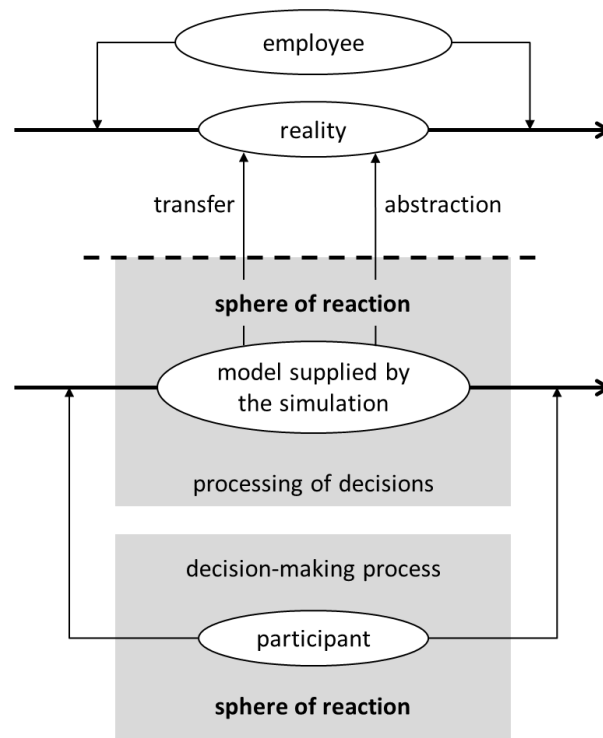 employee
reality
transfer
abstraction
sphere of reaction
model supplied by
the simulation
processing of decisions
decision-making process
participant
sphere of reaction